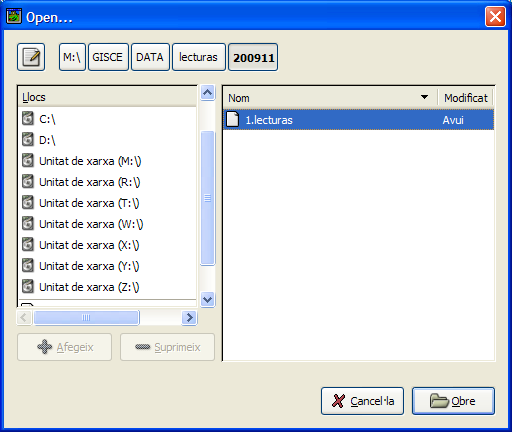 Open...
M:\ GISCE DATA lecturas 200911
Llocs
C:\
D:\
Unitat de xarxa (M:\)
Unitat de xarxa (R:\)
Unitat de xarxa (T:\)
Unitat de xarxa (W:\)
Unitat de xarxa (X:\)
Unitat de xarxa (Y:\)
Unitat de xarxa (Z:\)
Afegeix Suprimeix
Nom Modificat
1.lecturas Avui
Cancel·la Obre